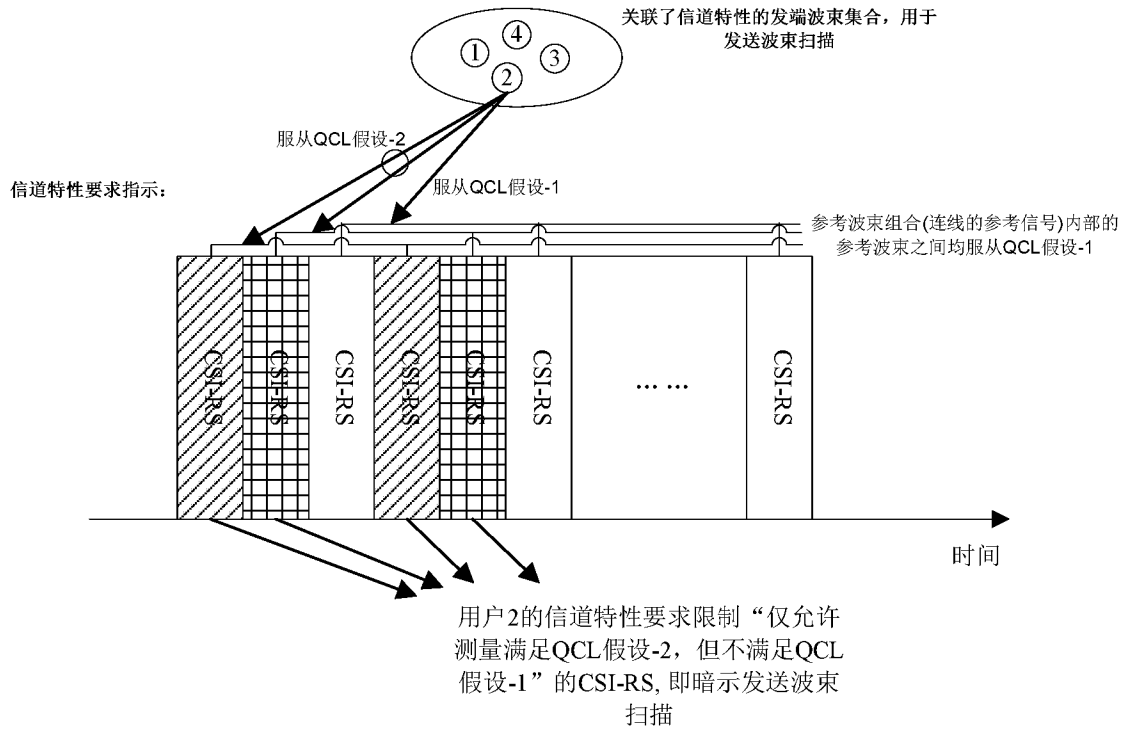 关联了信道特性的发端波束集合，用于
发送波束扫描
④
①
③
②
服从QCL假设-2
信道特性要求指示：
服从QCL假设-1
参考波束组合(连线的参考信号)内部的
参考波束之间均服从QCL假设-1
CSI-RS
CSI-RS
CSI-RS
CSI-RS
CSI-RS
CSI-RS
... ...
CSI-RS
时间
用户2的信道特性要求限制“仅允许
测量满足QCL假设-2，但不满足QCL
假设-1”的CSI-RS, 即暗示发送波束
扫描